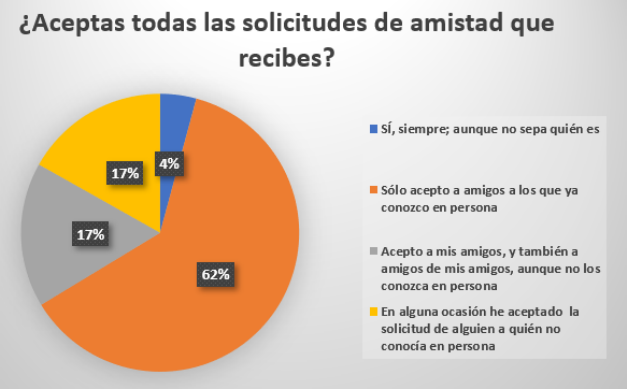 ¿Aceptas todas las solicitudes de amistad que
recibes?
4%
17%
17%
62%
SÍ, siempre; aunque no sepa quién es
Sólo acepto a amigos a los que ya
conozco en persona
Acepto a mis amigos, y también a
amigos de mis amigos, aunque no los
conozca en persona
En alguna ocasión he aceptado la
solicitud de alguien a quién no
conocía en persona